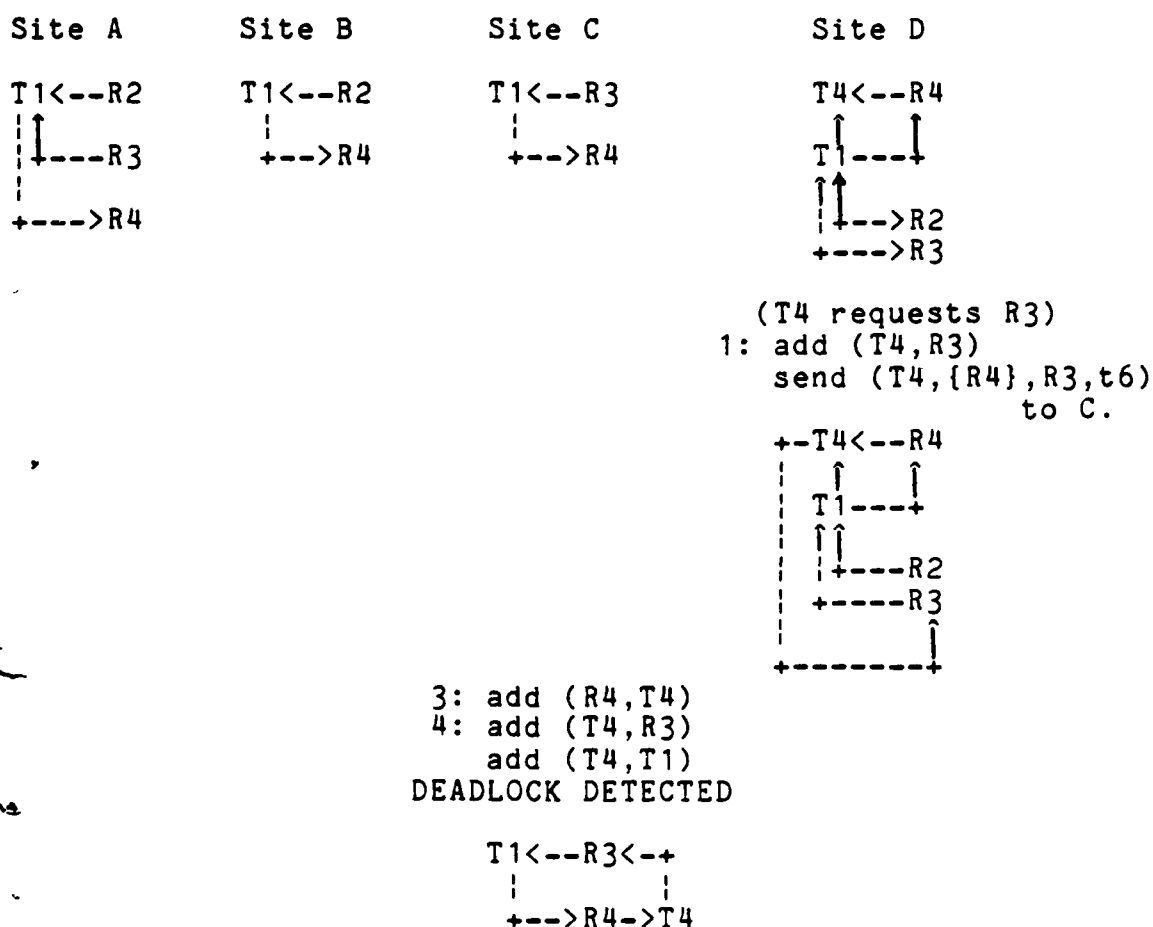 Site A Site B Site C Site D
T1<--R2 T1<--R2 T1<--R3 T4<--R4
+---R3 +-->R4 +-->R4 T1---+
+--->R4 +-->R2
+--->R3
(T4 requests R3)
1: add (T4,R3)
send (T4,{R4},R3,t6)
to C.
+-T4<--R4
T1---+
+---R2
+----R3
+--------+
3: add (R4,T4)
4: add (T4,R3)
add (T4,T1)
DEADLOCK DETECTED
T1<--R3<-+
+-->R4->T4